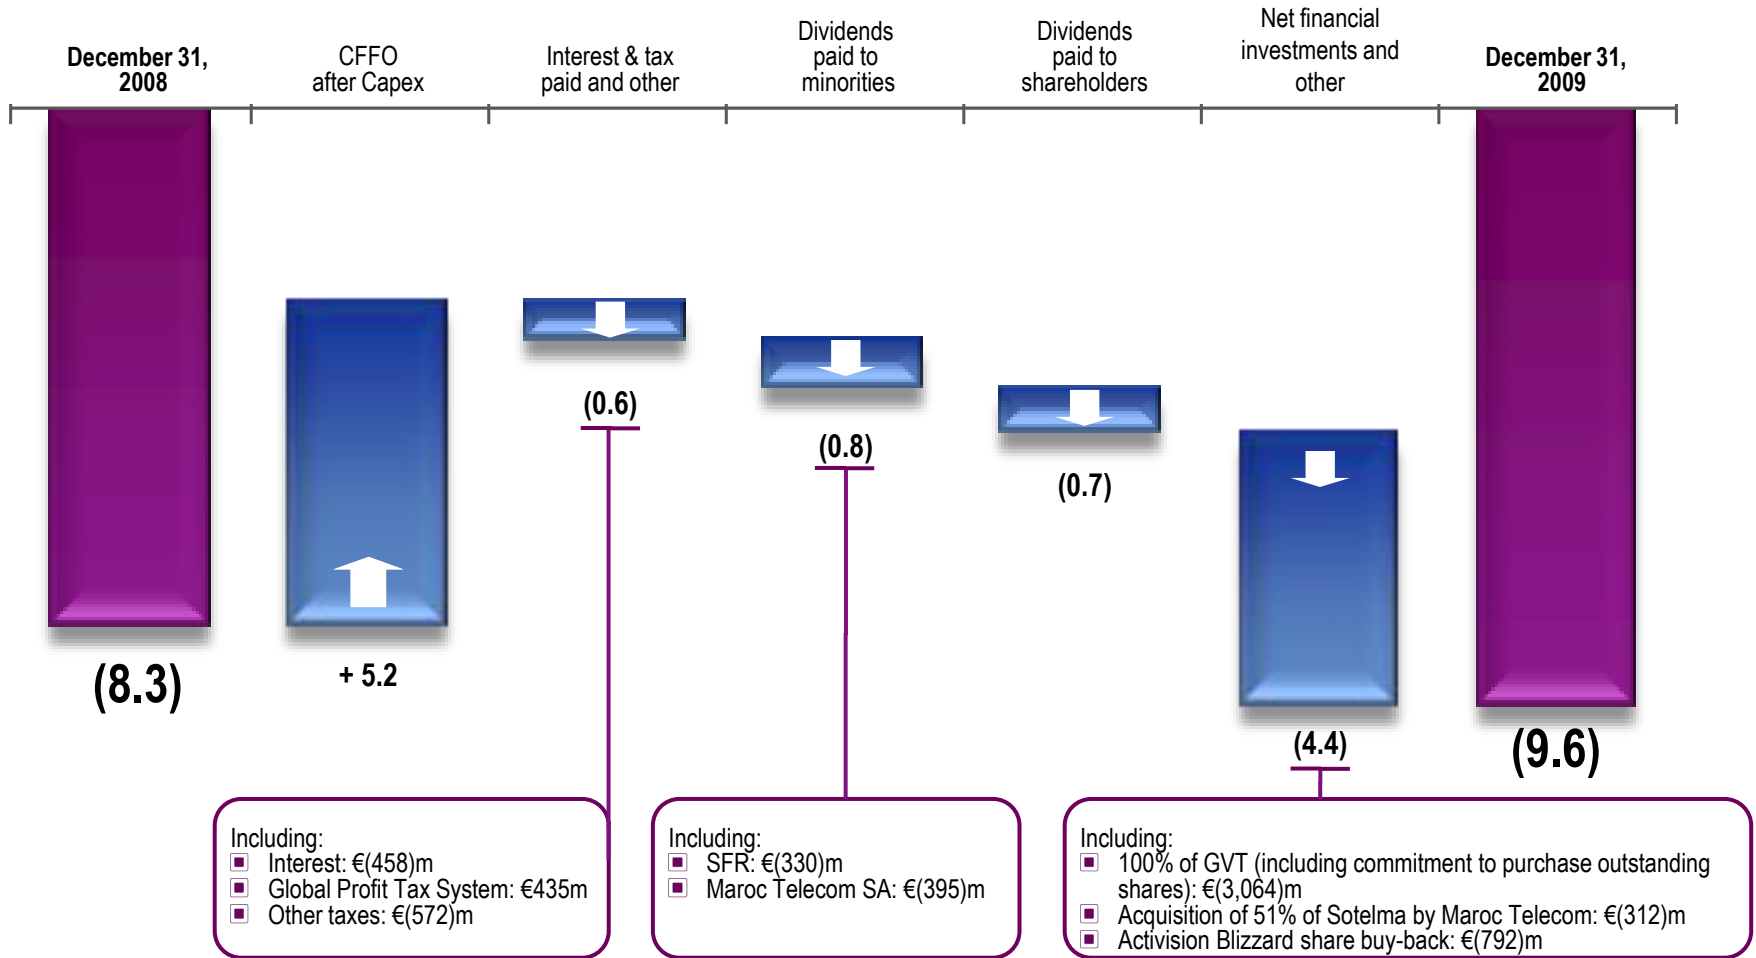 December 31,
2008
CFFO
after Capex
Interest & tax
paid and other
Dividends
paid to
minorities
Dividends
paid to
shareholders
Net financial
investments and
other
December 31,
2009
(8.3)
+ 5.2
(0.6)
(0.8)
(0.7)
(4.4)
(9.6)
Including:
Interest: €(458)m
Global Profit Tax System: €435m
Other taxes: €(572)m
Including:
SFR: €(330)m
Maroc Telecom SA: €(395)m
Including:
100% of GVT (including commitment to purchase outstanding
shares): €(3,064)m
Acquisition of 51% of Sotelma by Maroc Telecom: €(312)m
Activision Blizzard share buy-back: €(792)m